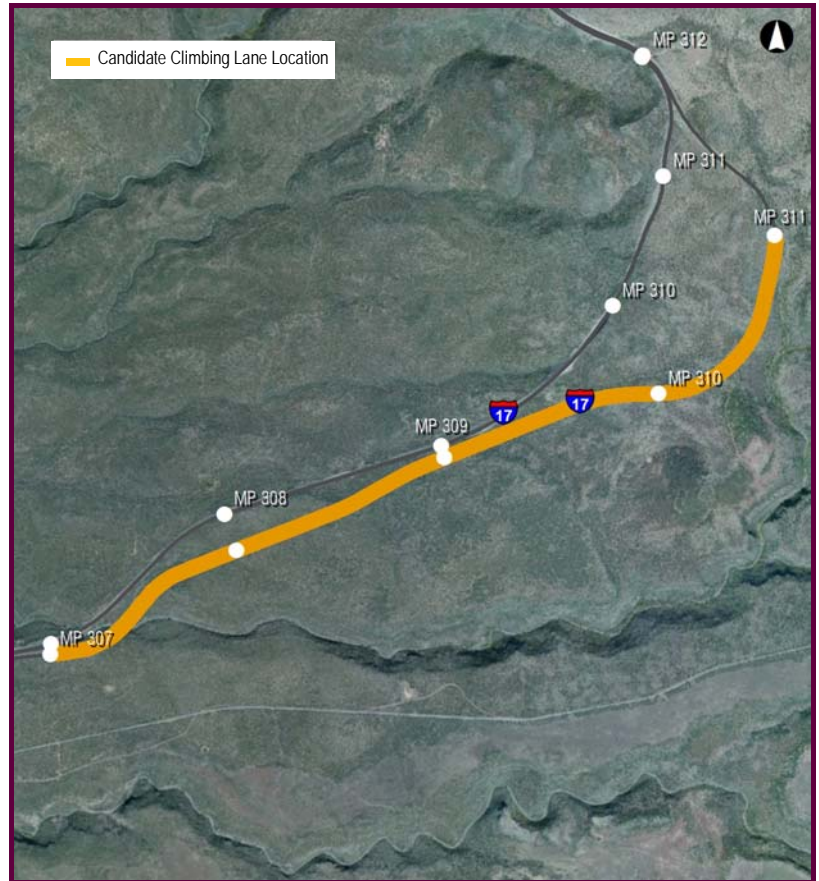 Candidate Climbing Lane Location
MP 312
MP 311
MP 311
MP 310
MP 310
17
17
MP 309
MP 308
MP 307